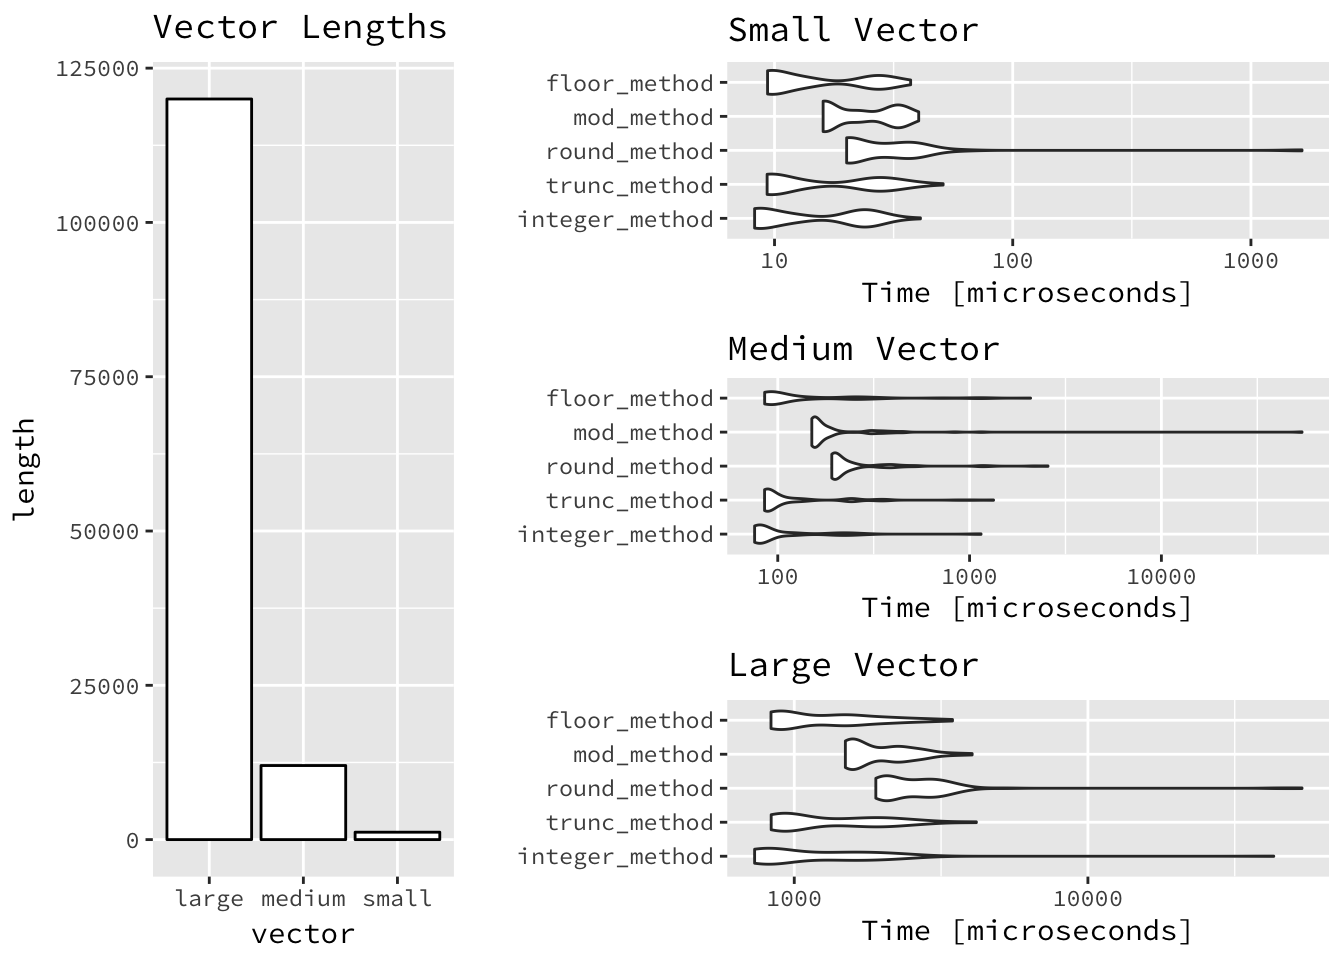 Vector Lengths
length
125000
100000
75000
50000
25000
0
large medium small
vector
Small Vector
floor_method
mod_method
round_method
trunc_method
integer_method
10 100 1000
Time [microseconds]
Medium Vector
floor_method
mod_method
round_method
trunc_method
integer_method
100 1000 10000
Time [microseconds]
Large Vector
floor_method
mod_method
round_method
trunc_method
integer_method
1000 10000
Time [microseconds]